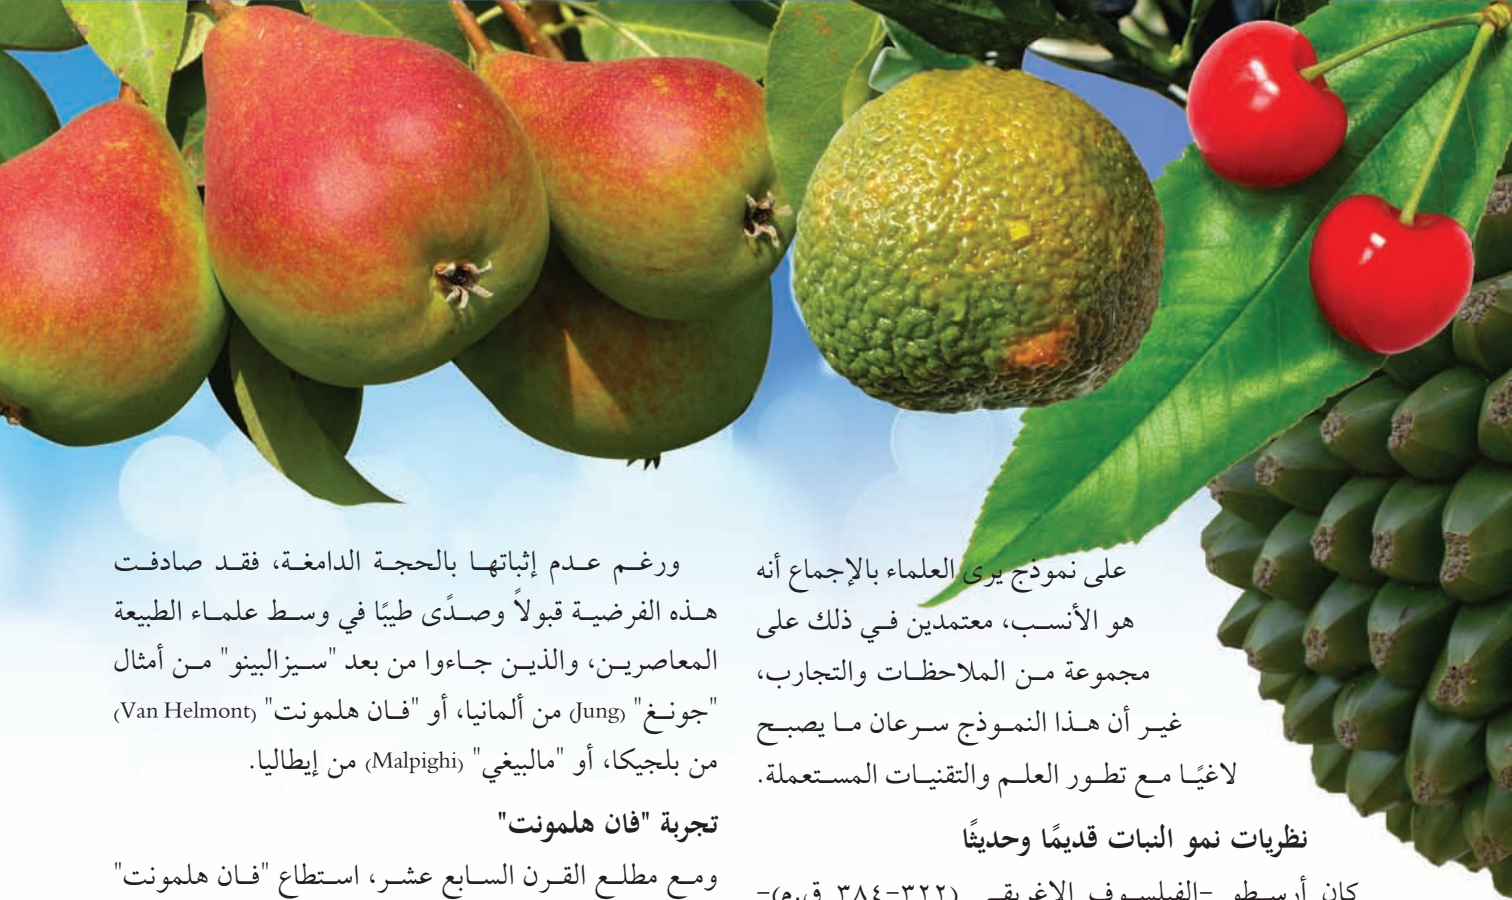 على نموذج يرى العلماء بالإجماع أنه
هو الأنسب، معتمدين في ذلك على
مجموعة من الملاحظات والتجارب،
غير أن هذا النموذج سرعان ما يصبح
لاغيًا مع تطور العلم والتقنيات المستعملة.
نظريات نمو النبات قديمًا وحديثًا
كان أرسطو -الفيلسوف الإغريقي (٣٢٢-٣٨٤ ق.م)-
ورغم عدم إثباتها بالحجة الدامغة، فقد صادفت
هذه الفرضية قبولاً وصدًى طيبًا في وسط علماء الطبيعة
المعاصرين، والذين جاءوا من بعد "سيزالبينو" من أمثال
"جونغ" (Jung) من ألمانيا، أو "فان هلمونت" (Van Helmont)
من بلجيكا، أو "مالبيغي" (Malpighi) من إيطاليا.
تجربة "فان هلمونت"
ومع مطلع القرن السابع عشر، استطاع "فان هلمونت"